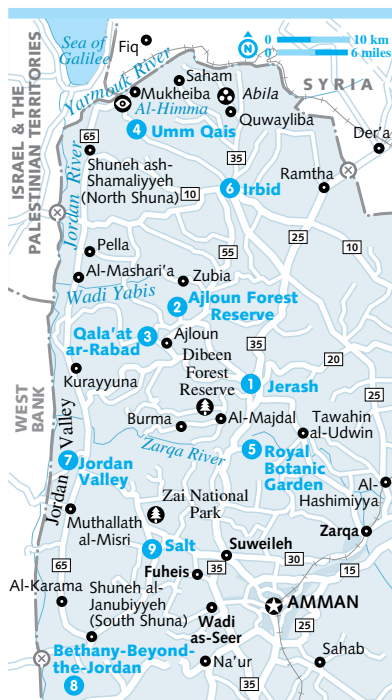 Sea of
Galilee
Fiq
N
0 10 km
0 6 miles
SYRIA
ISRAEL & THE
PALESTINIAN TERRITORIES
Yarmouk River
Saham
Mukheiba
Abila
Al-Himma
Quwayliba
4 Umm Qais
Der'a
65
Jordan River
Shuneh ash-
Shamaliyyeh
(North Shuna)
35
10
6 Irbid
Ramtha
25
10
Pella
55
Al-Mashari'a
Zubia
Wadi Yabis
2 Ajloun Forest
Reserve
Qala'at
ar-Rabad 3
Ajloun
35
Dibeen
Forest
Reserve
20
Kurayyuna
1 Jerash
25
WEST
BANK
Burma
Al-Majdal
Tawahin
al-Udwin
Zarqa River
5 Royal
Botanic
Garden
7 Jordan
Valley
Jordan Valley
Al-
Hashimiyya
Zai National
Park
Muthallath
al-Misri
Zarqa
9 Salt
Suweileh
35
30
15
65
Fuheis
Al-Karama
Shuneh al-
Janubiyyeh
(South Shuna)
AMMAN
Wadi
as-Seer
25
Bethany-Beyond-
the-Jordan
8
Na'ur
Sahab
35